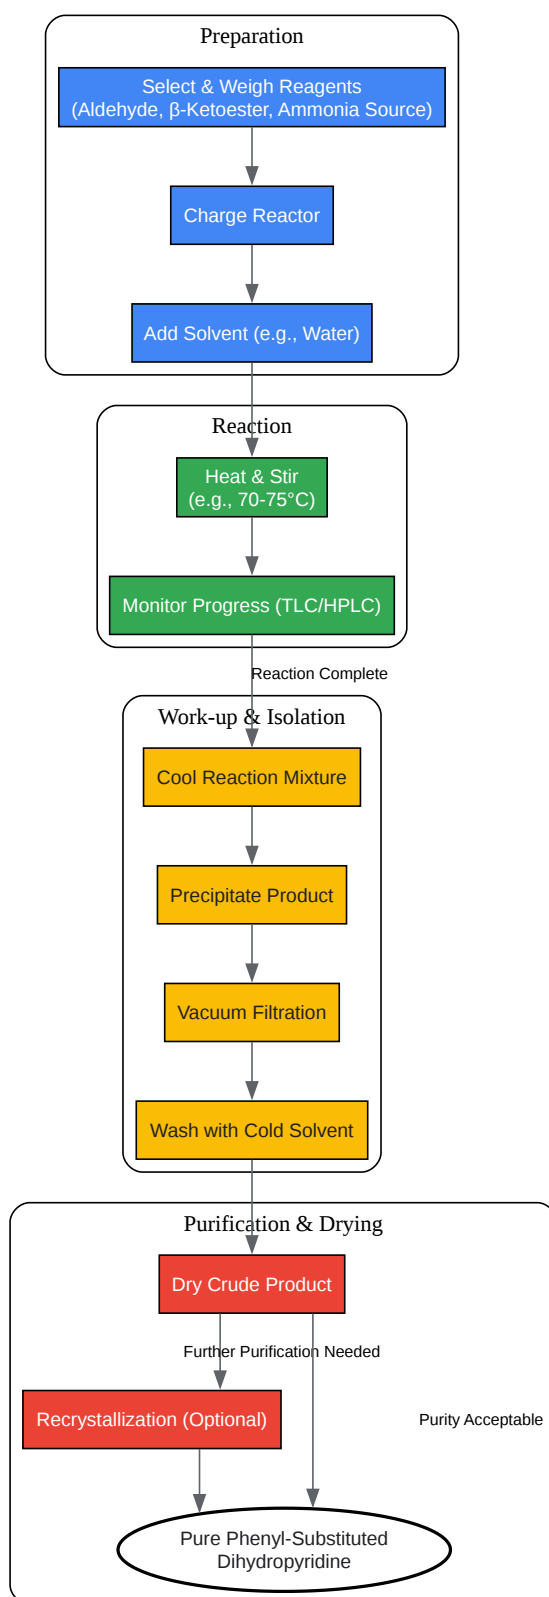 Preparation
Select & Weigh Reagents
(Aldehyde, β-Ketoester, Ammonia Source)
Charge Reactor
Add Solvent (e.g., Water)
Reaction
Heat & Stir
(e.g., 70-75°C)
Monitor Progress (TLC/HPLC)
Reaction Complete
Work-up & Isolation
Cool Reaction Mixture
Precipitate Product
Vacuum Filtration
Wash with Cold Solvent
Purification & Drying
Dry Crude Product
Further Purification Needed
Recrystallization (Optional)
Purity Acceptable
Pure Phenyl-Substituted
Dihydropyridine